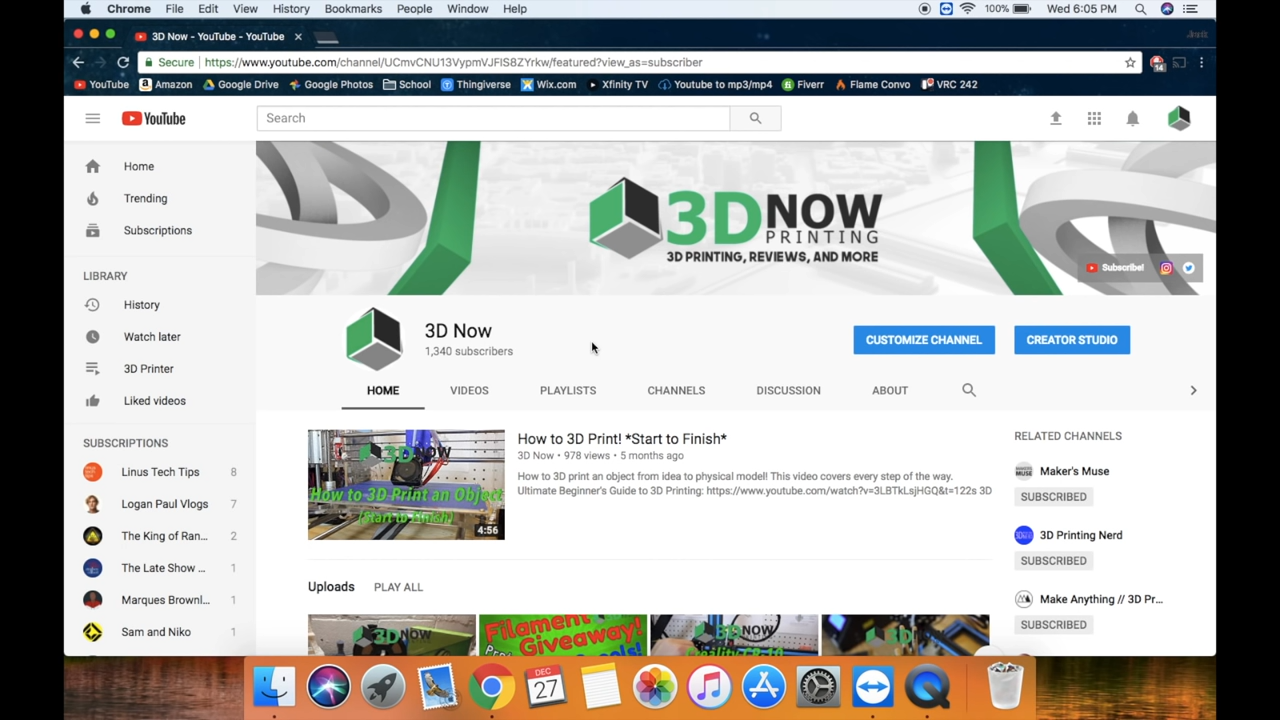 Chrome File Edit View History Bookmarks People Window Help 100% Wed 6:05 PM
3D Now - YouTube - YouTube
Secure https://www.youtube.com/channel/UCmvCNU13VypmVJFlS8ZYrkw/featured?view_as=subscriber 14
YouTube Amazon Google Drive Google Photos School Thingiverse Wix.com Xfinity TV Youtube to mp3/mp4 Fiverr Flame Convo VRC 242
YouTube Search
Home
Trending
Subscriptions
LIBRARY
History
Watch later
3D Printer
Liked videos
SUBSCRIPTIONS
Linus Tech Tips 8
Logan Paul Vlogs 7
The King of Ran... 2
The Late Show ... 1
Marques Brownl... 1
Sam and Niko 1
3DNOW
PRINTING
3D PRINTING, REVIEWS, AND MORE
Subscribe!
3D Now
1,340 subscribers
CUSTOMIZE CHANNEL CREATOR STUDIO
HOME VIDEOS PLAYLISTS CHANNELS DISCUSSION ABOUT
3DNOW
How to 3D Print an Object
(Start to Finish)
4:56
How to 3D Print! *Start to Finish*
3D Now • 978 views • 5 months ago
How to 3D print an object from idea to physical model! This video covers every step of the way.
Ultimate Beginner's Guide to 3D Printing: https://www.youtube.com/watch?v=3LBTkLsjHGQ&t=122s 3D
Uploads PLAY ALL
3DNOW
Filament
Giveaway!
3DNOW
3D
RELATED CHANNELS
Maker's Muse
SUBSCRIBED
3D Printing Nerd
SUBSCRIBED
Make Anything // 3D Pr...
SUBSCRIBED
DEC
27